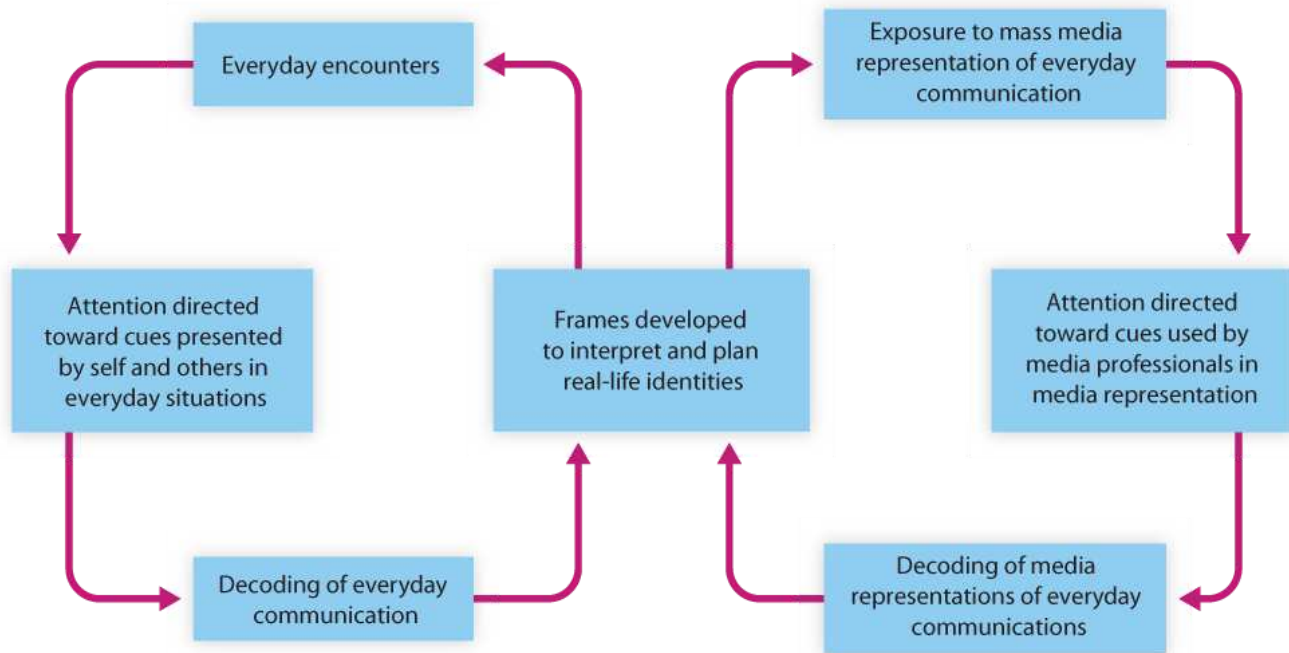 Everyday encounters
Exposure to mass media
representation of everyday
communication
Attention directed
toward cues presented
by self and others in
everyday situations
Frames developed
to interpret and plan
real-life identities
Attention directed
toward cues used by
media professionals in
media representation
Decoding of everyday
communication
Decoding of media
representations of everyday
communications